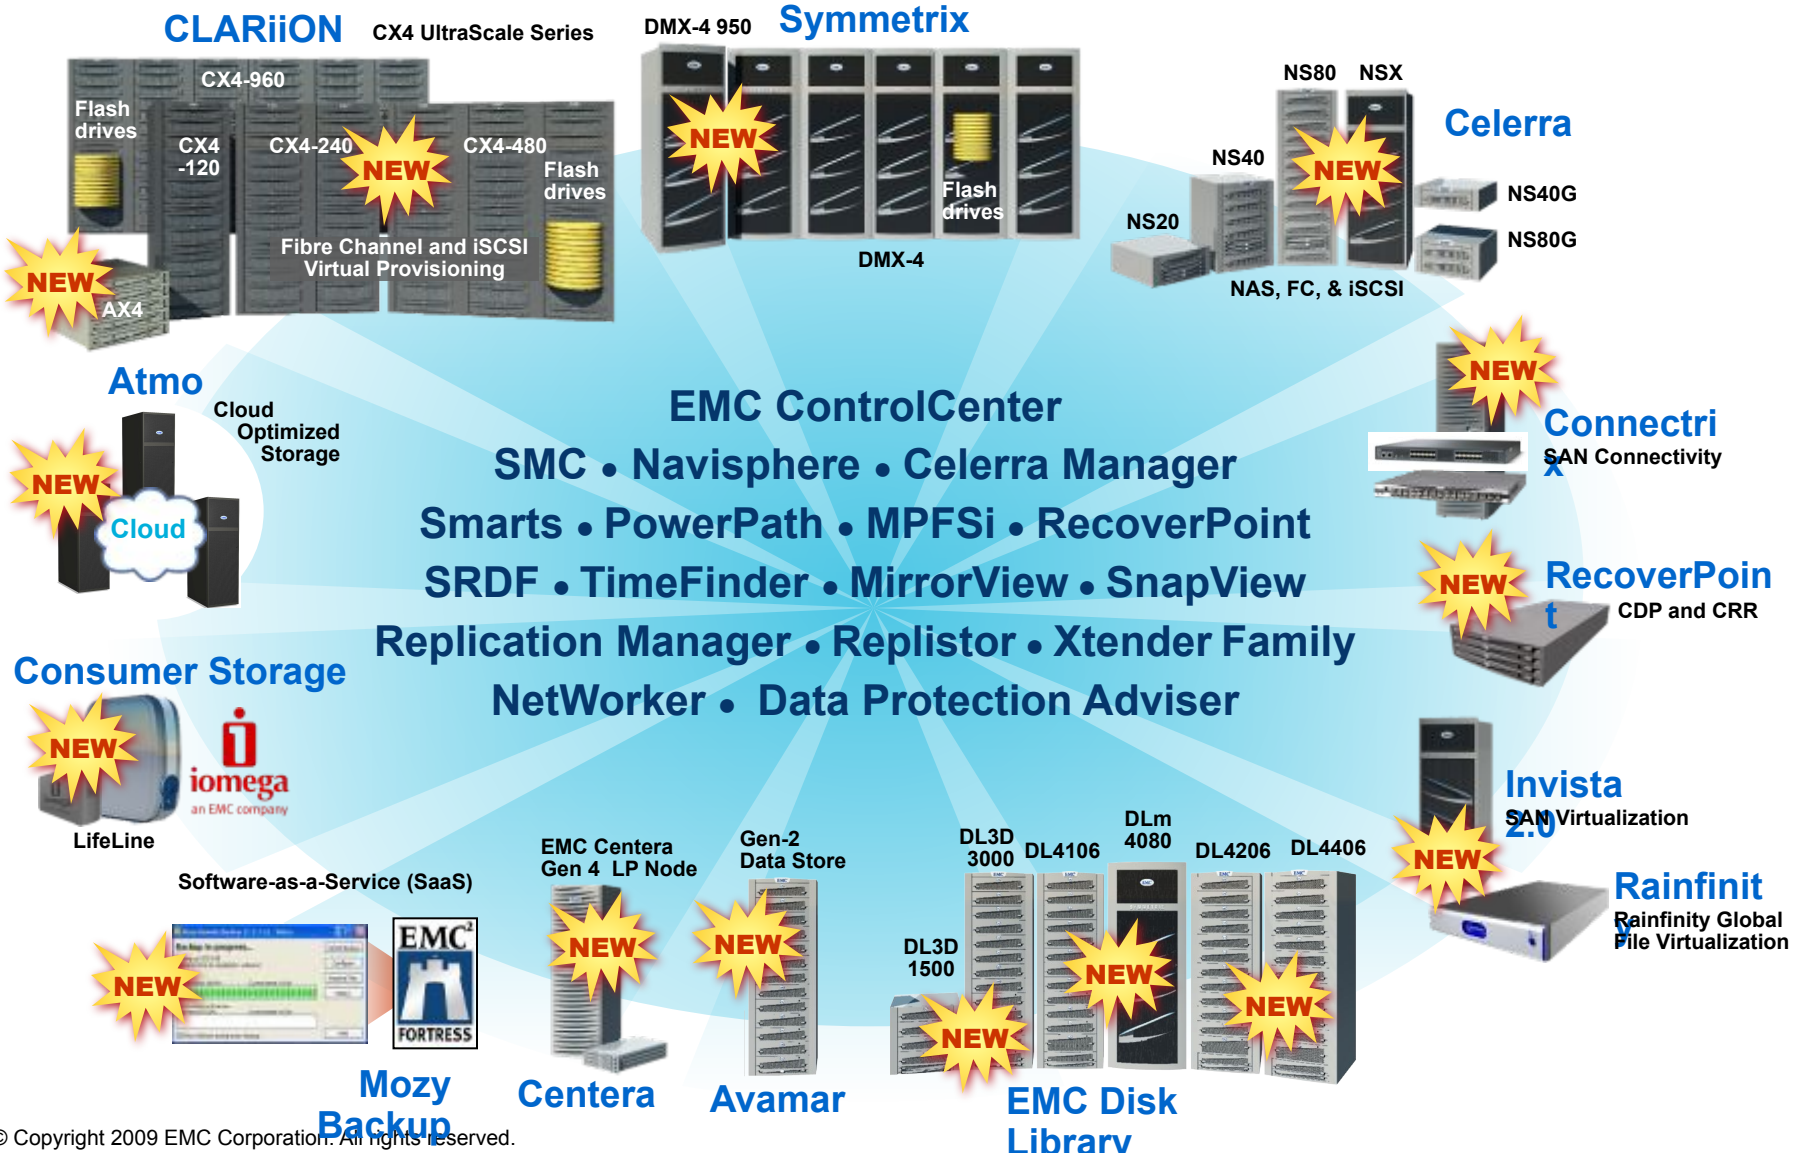 CLARiiON
CX4 UltraScale Series
CX4-960
Flash
drives
CX4
-120
CX4-240
NEW
CX4-480
Flash
drives
Fibre Channel and iSCSI
Virtual Provisioning
NEW
AX4
Symmetrix
DMX-4 950
NEW
Flash
drives
DMX-4
NS80 NSX
Celerra
NS40
NEW
NS20
NS40G
NS80G
NAS, FC, & iSCSI
Atmo
Cloud
Optimized
Storage
NEW
Cloud
EMC ControlCenter
SMC • Navisphere • Celerra Manager
Smarts • PowerPath • MPFSi • RecoverPoint
SRDF • TimeFinder • MirrorView • SnapView
Replication Manager • Replistor • Xtender Family
NetWorker • Data Protection Adviser
NEW
Connectri
x
SAN Connectivity
NEW
RecoverPoin
t
CDP and CRR
Consumer Storage
NEW
iomega
an EMC company
LifeLine
Invista
2.0
SAN Virtualization
NEW
Rainfinit
y
Rainfinity Global
File Virtualization
Software-as-a-Service (SaaS)
Backup in progress...
NEW
EMC²
FORTRESS
Mozy
Backup
EMC Centera
Gen 4 LP Node
NEW
Centera
Gen-2
Data Store
NEW
Avamar
DL3D
3000
DL4106
DLm
4080
DL4206
DL4406
DL3D
1500
NEW
NEW
NEW
EMC Disk
Library
© Copyright 2009 EMC Corporation. All rights reserved.